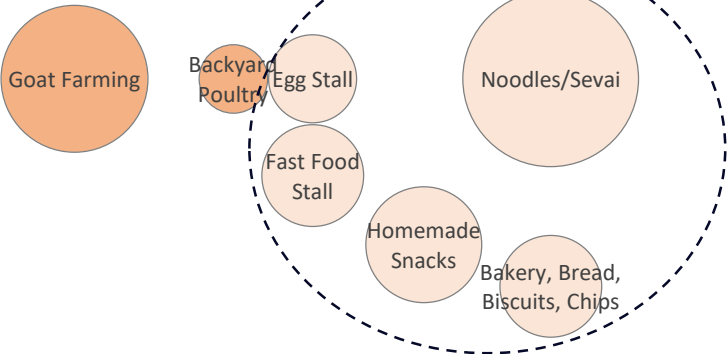 Goat Farming
Backyard
Poultry
Egg Stall
Noodles/Sevai
Fast Food
Stall
Homemade
Snacks
Bakery, Bread,
Biscuits, Chips